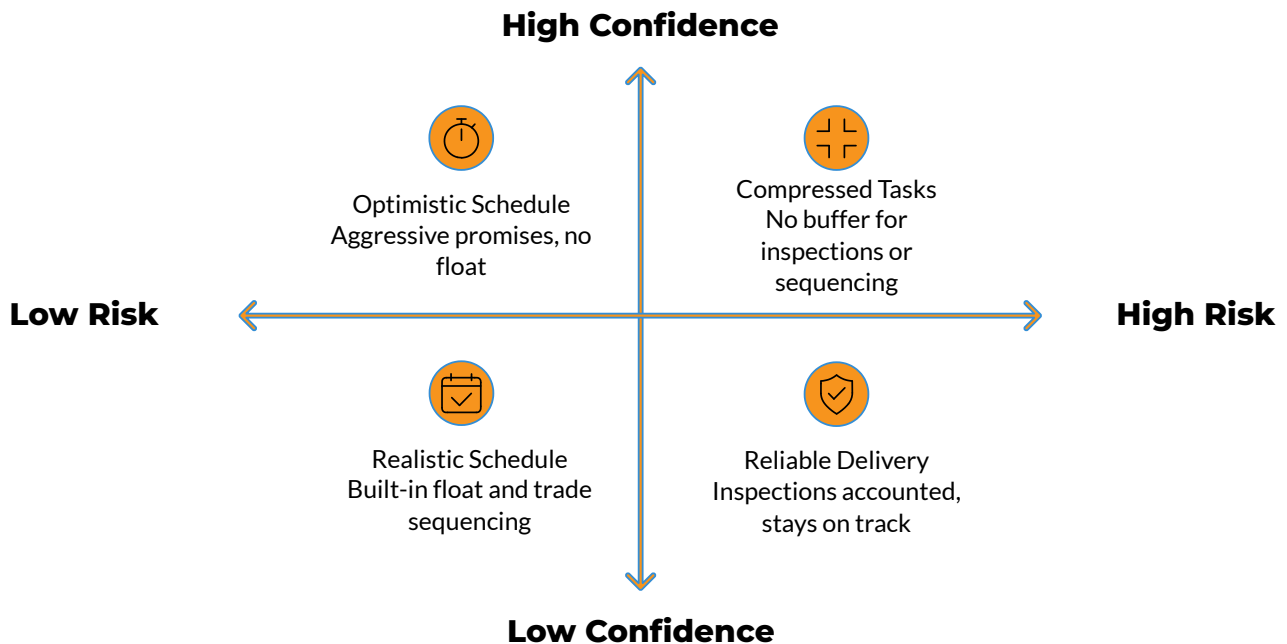 High Confidence
Optimistic Schedule
Aggressive promises, no
float
Compressed Tasks
No buffer for
inspections or
sequencing
Low Risk
High Risk
Realistic Schedule
Built-in float and trade
sequencing
Reliable Delivery
Inspections accounted,
stays on track
Low Confidence